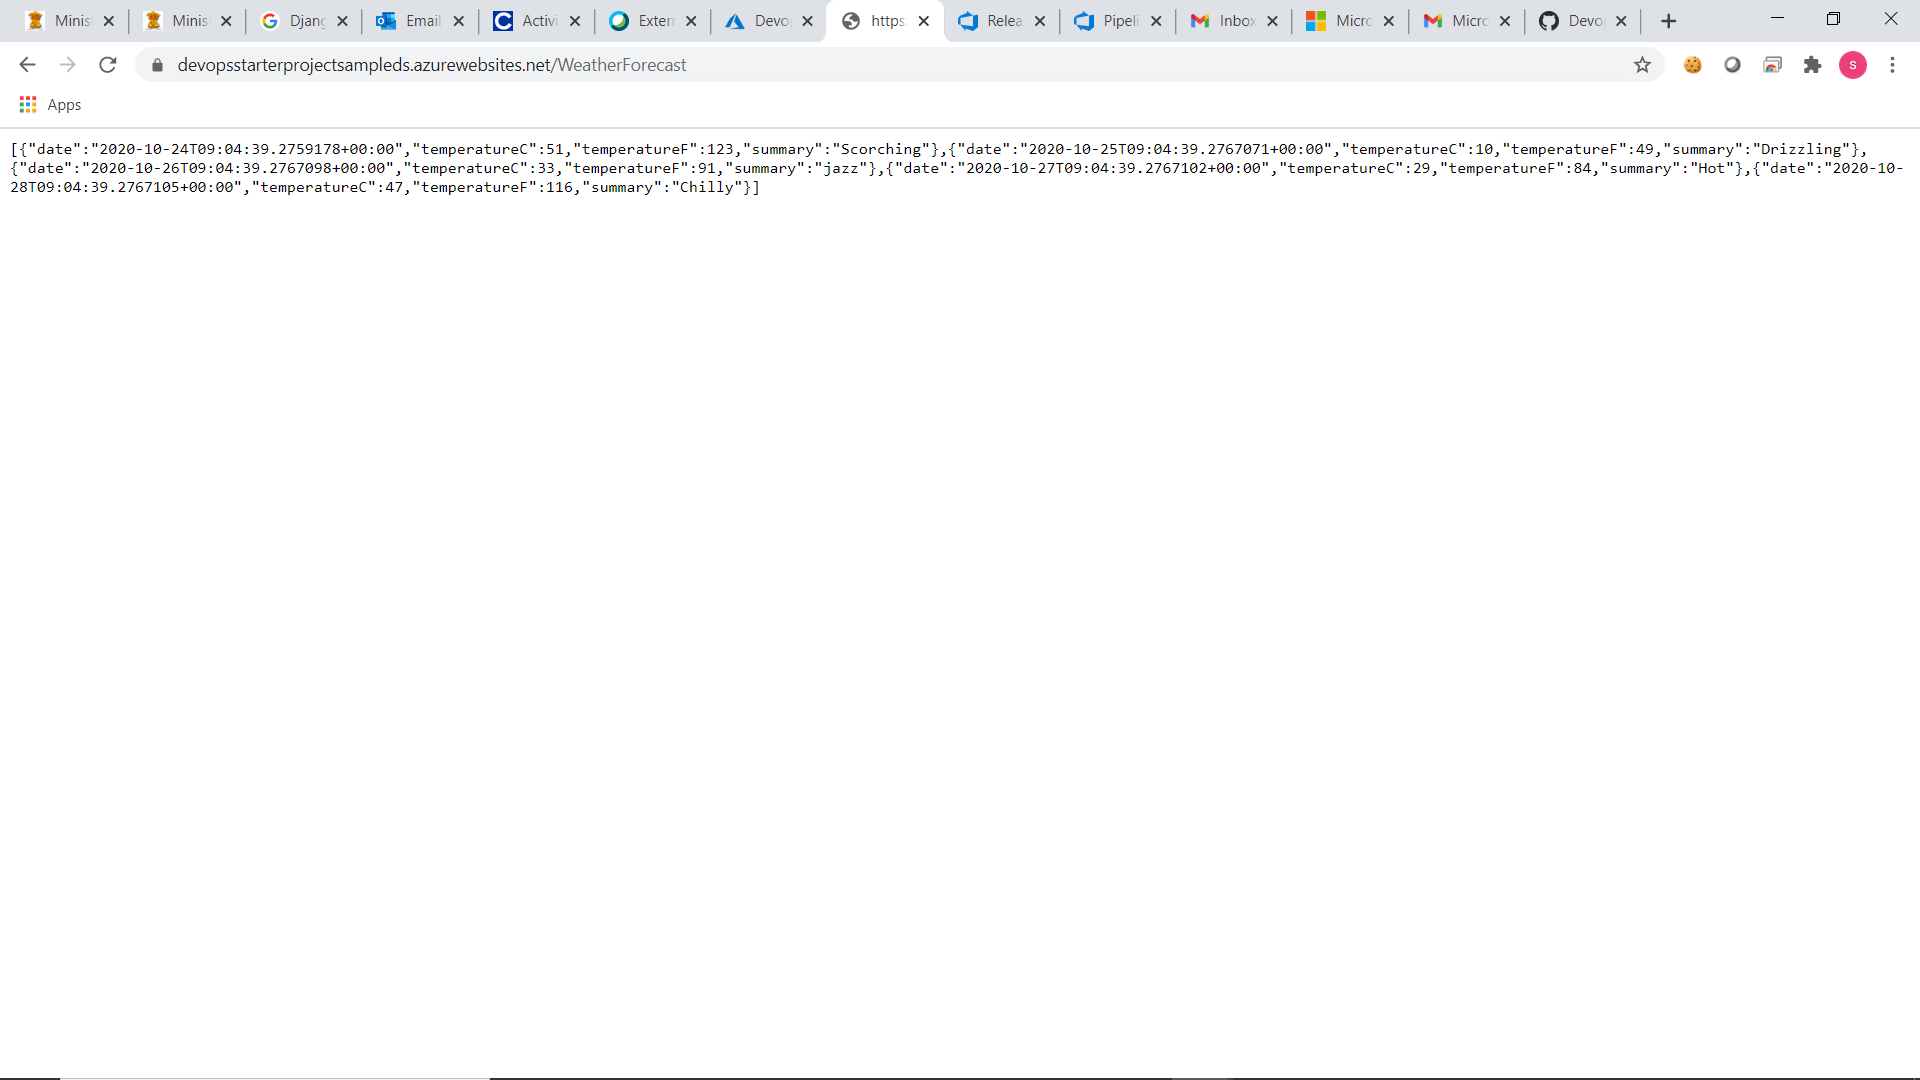 Minis
Minis
Djang
Email
Activi
Extern
Devop
https:
Relea
Pipeli
Inbox
Micro
Micro
Devop
devopsstarterprojectsampleds.azurewebsites.net/WeatherForecast
S
Apps
[{"date":"2020-10-24T09:04:39.2759178+00:00","temperatureC":51,"temperatureF":123,"summary":"Scorching"},{"date":"2020-10-25T09:04:39.2767071+00:00","temperatureC":10,"temperatureF":49,"summary":"Drizzling"},
{"date":"2020-10-26T09:04:39.2767098+00:00","temperatureC":33,"temperatureF":91,"summary":"jazz"},{"date":"2020-10-27T09:04:39.2767102+00:00","temperatureC":29,"temperatureF":84,"summary":"Hot"},{"date":"2020-10-
28T09:04:39.2767105+00:00","temperatureC":47,"temperatureF":116,"summary":"Chilly"}]